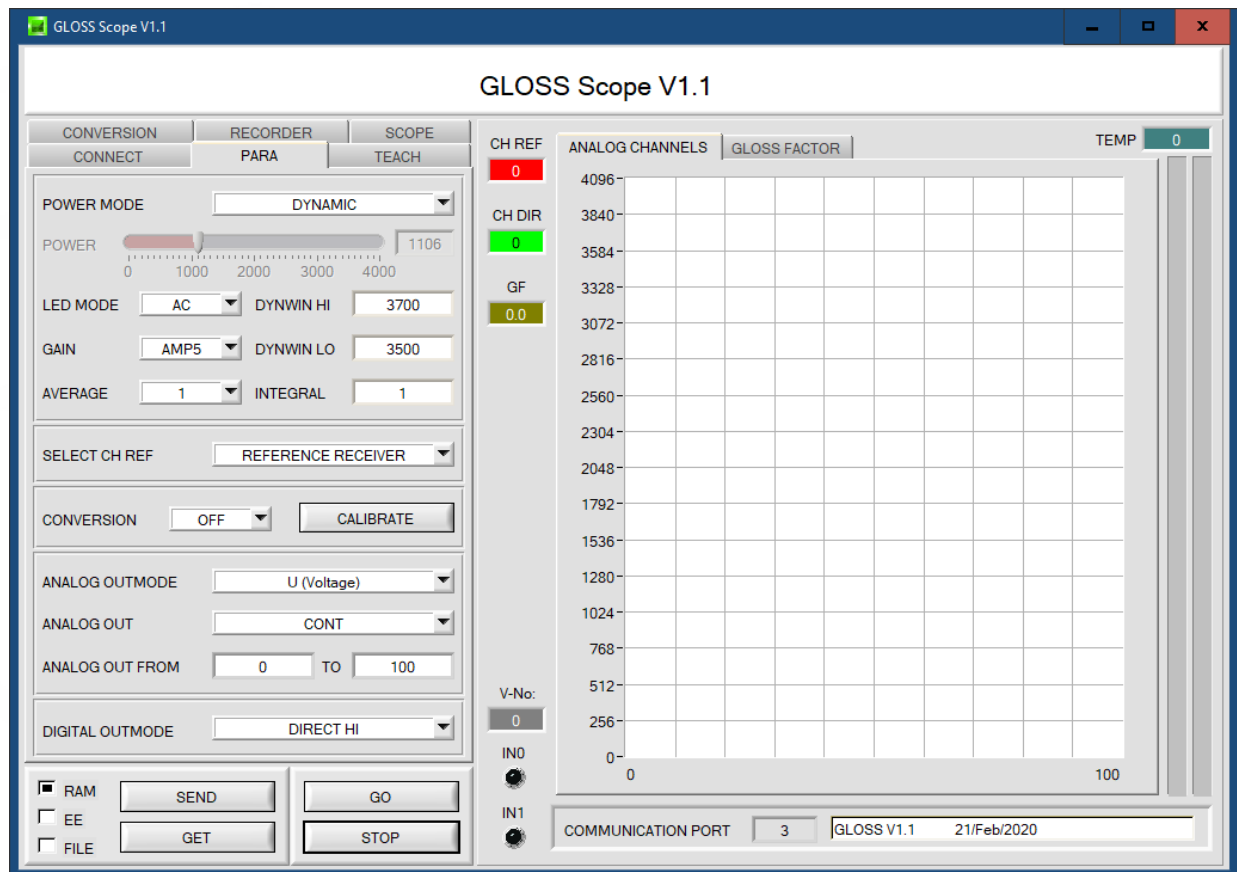 GLOSS Scope V1.1
GLOSS Scope V1.1
CONVERSION RECORDER SCOPE
CONNECT PARA TEACH
POWER MODE DYNAMIC
POWER 1106
0 1000 2000 3000 4000
LED MODE AC DYNWIN HI 3700
GAIN AMP5 DYNWIN LO 3500
AVERAGE 1 INTEGRAL 1
SELECT CH REF REFERENCE RECEIVER
CONVERSION OFF CALIBRATE
ANALOG OUTMODE U (Voltage)
ANALOG OUT CONT
ANALOG OUT FROM 0 TO 100
DIGITAL OUTMODE DIRECT HI
RAM
EE
FILE
SEND GO
GET STOP
CH REF
0
CH DIR
0
GF
0.0
V-No:
0
IN0
IN1
ANALOG CHANNELS GLOSS FACTOR
TEMP 0
4096
3840
3584
3328
3072
2816
2560
2304
2048
1792
1536
1280
1024
768
512
256
0
0 100
COMMUNICATION PORT 3 GLOSS V1.1 21/Feb/2020